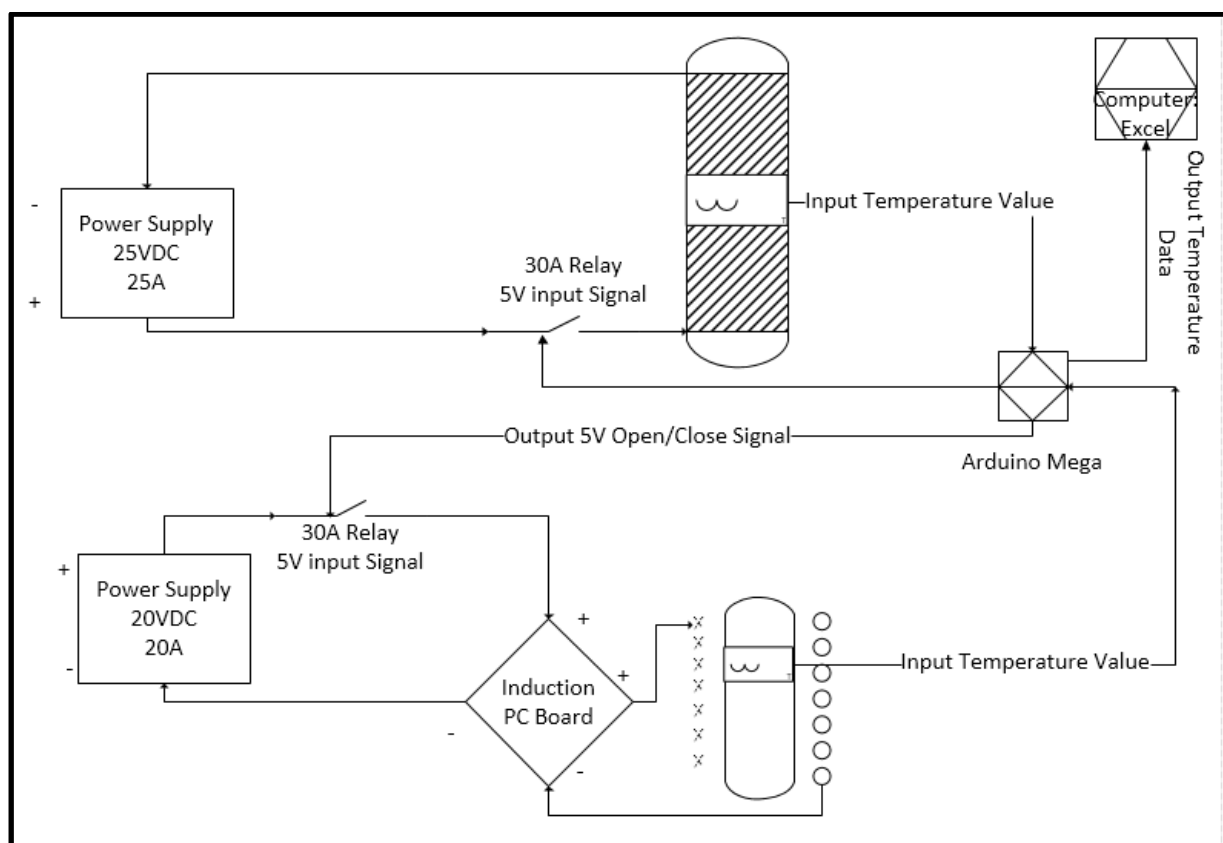 Computer:
Excel
Output Temperature
Data
-
Power Supply
25VDC
25A
+
Input Temperature Value
30A Relay
5V input Signal
T
Output 5V Open/Close Signal
Arduino Mega
30A Relay
5V input Signal
+
Power Supply
20VDC
20A
-
+
+
Induction
PC Board
-
-
T
Input Temperature Value